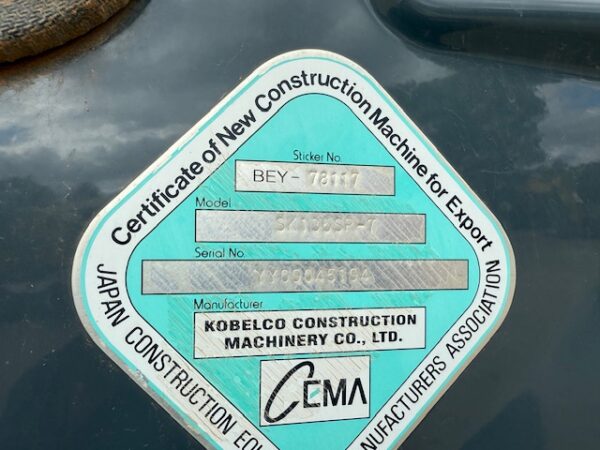 Certificate of New Construction Machine for Export
Sticker No.
BEY- 78117
Model
Serial No.
Manufacturer
KOBELCO CONSTRUCTION
MACHINERY CO., LTD.
CEMA
JAPAN CONSTRUCTION
MANUFACTURERS ASSOCIATION